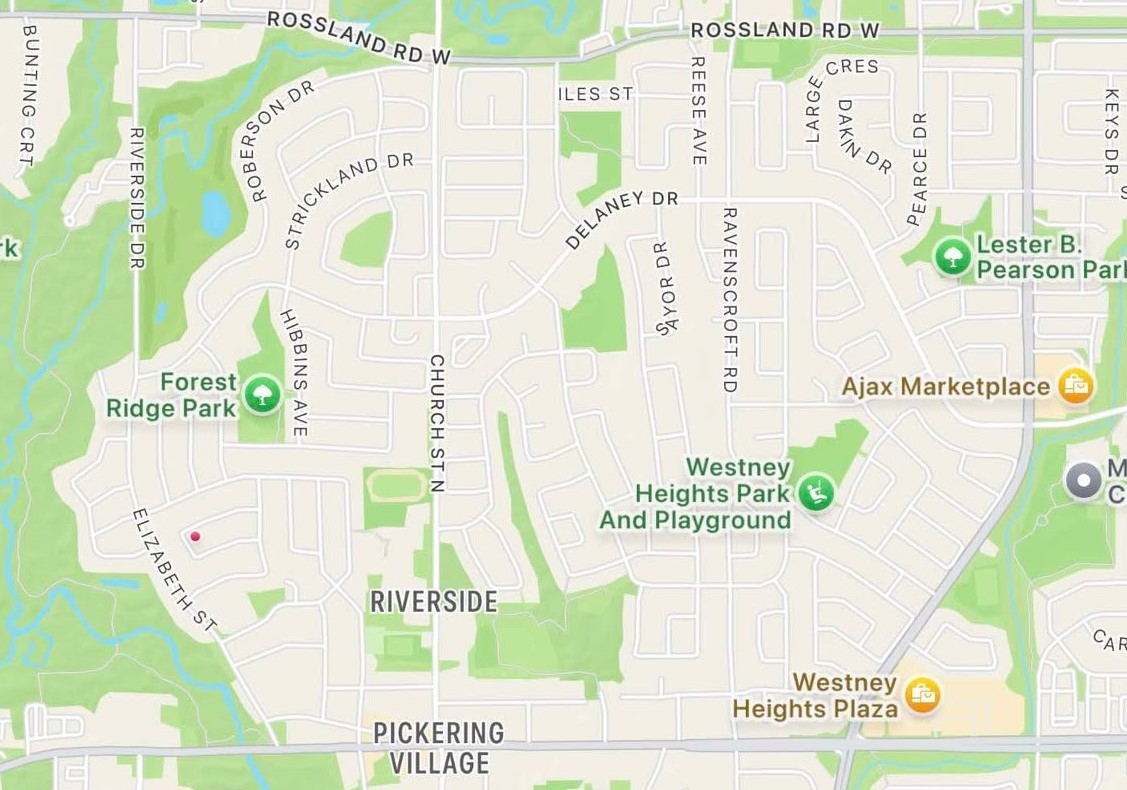 ROSSLAND RD W
ROSSLAND RD W
BUNTING CRT
RIVERSIDE DR
ROBERSON DR
STRICKLAND DR
ILES ST
REESE AVE
LARGE CRES
DAKIN DR
PEARCE DR
KEYS DR
DELANEY DR
SAYOR DR
RAVENSCROFT RD
Lester B.
Pearson Park
HIBBINS AVE
CHURCH ST N
Forest
Ridge Park
Ajax Marketplace
Westney
Heights Park
And Playground
ELIZABETH ST
RIVERSIDE
Westney
Heights Plaza
PICKERING
VILLAGE